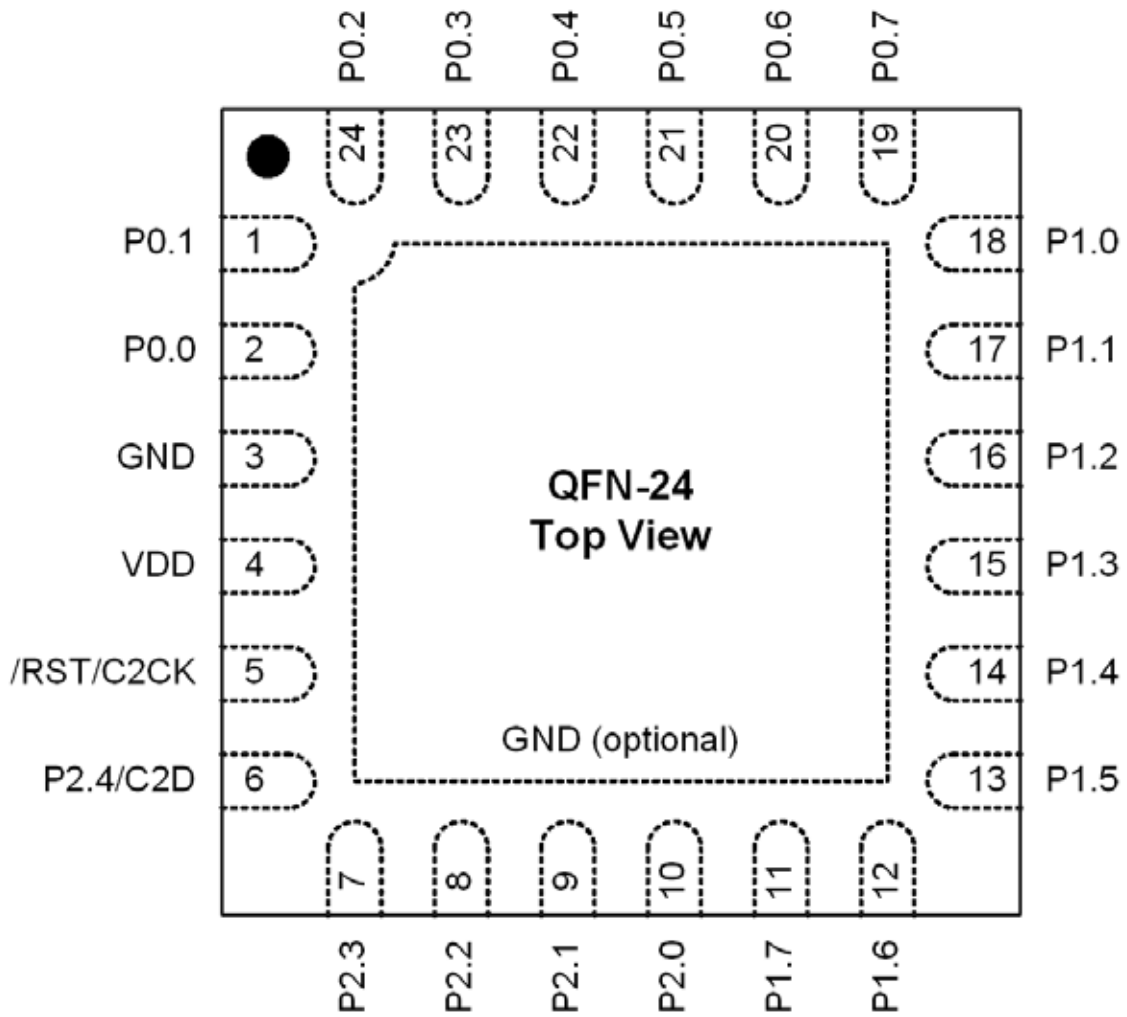 P0.2 P0.3 P0.4 P0.5 P0.6 P0.7
24 23 22 21 20 19
P0.1 1 18 P1.0
P0.0 2 17 P1.1
GND 3 16 P1.2
QFN-24
Top View
VDD 4 15 P1.3
/RST/C2CK 5 14 P1.4
GND (optional)
P2.4/C2D 6 13 P1.5
7 8 9 10 11 12
P2.3 P2.2 P2.1 P2.0 P1.7 P1.6